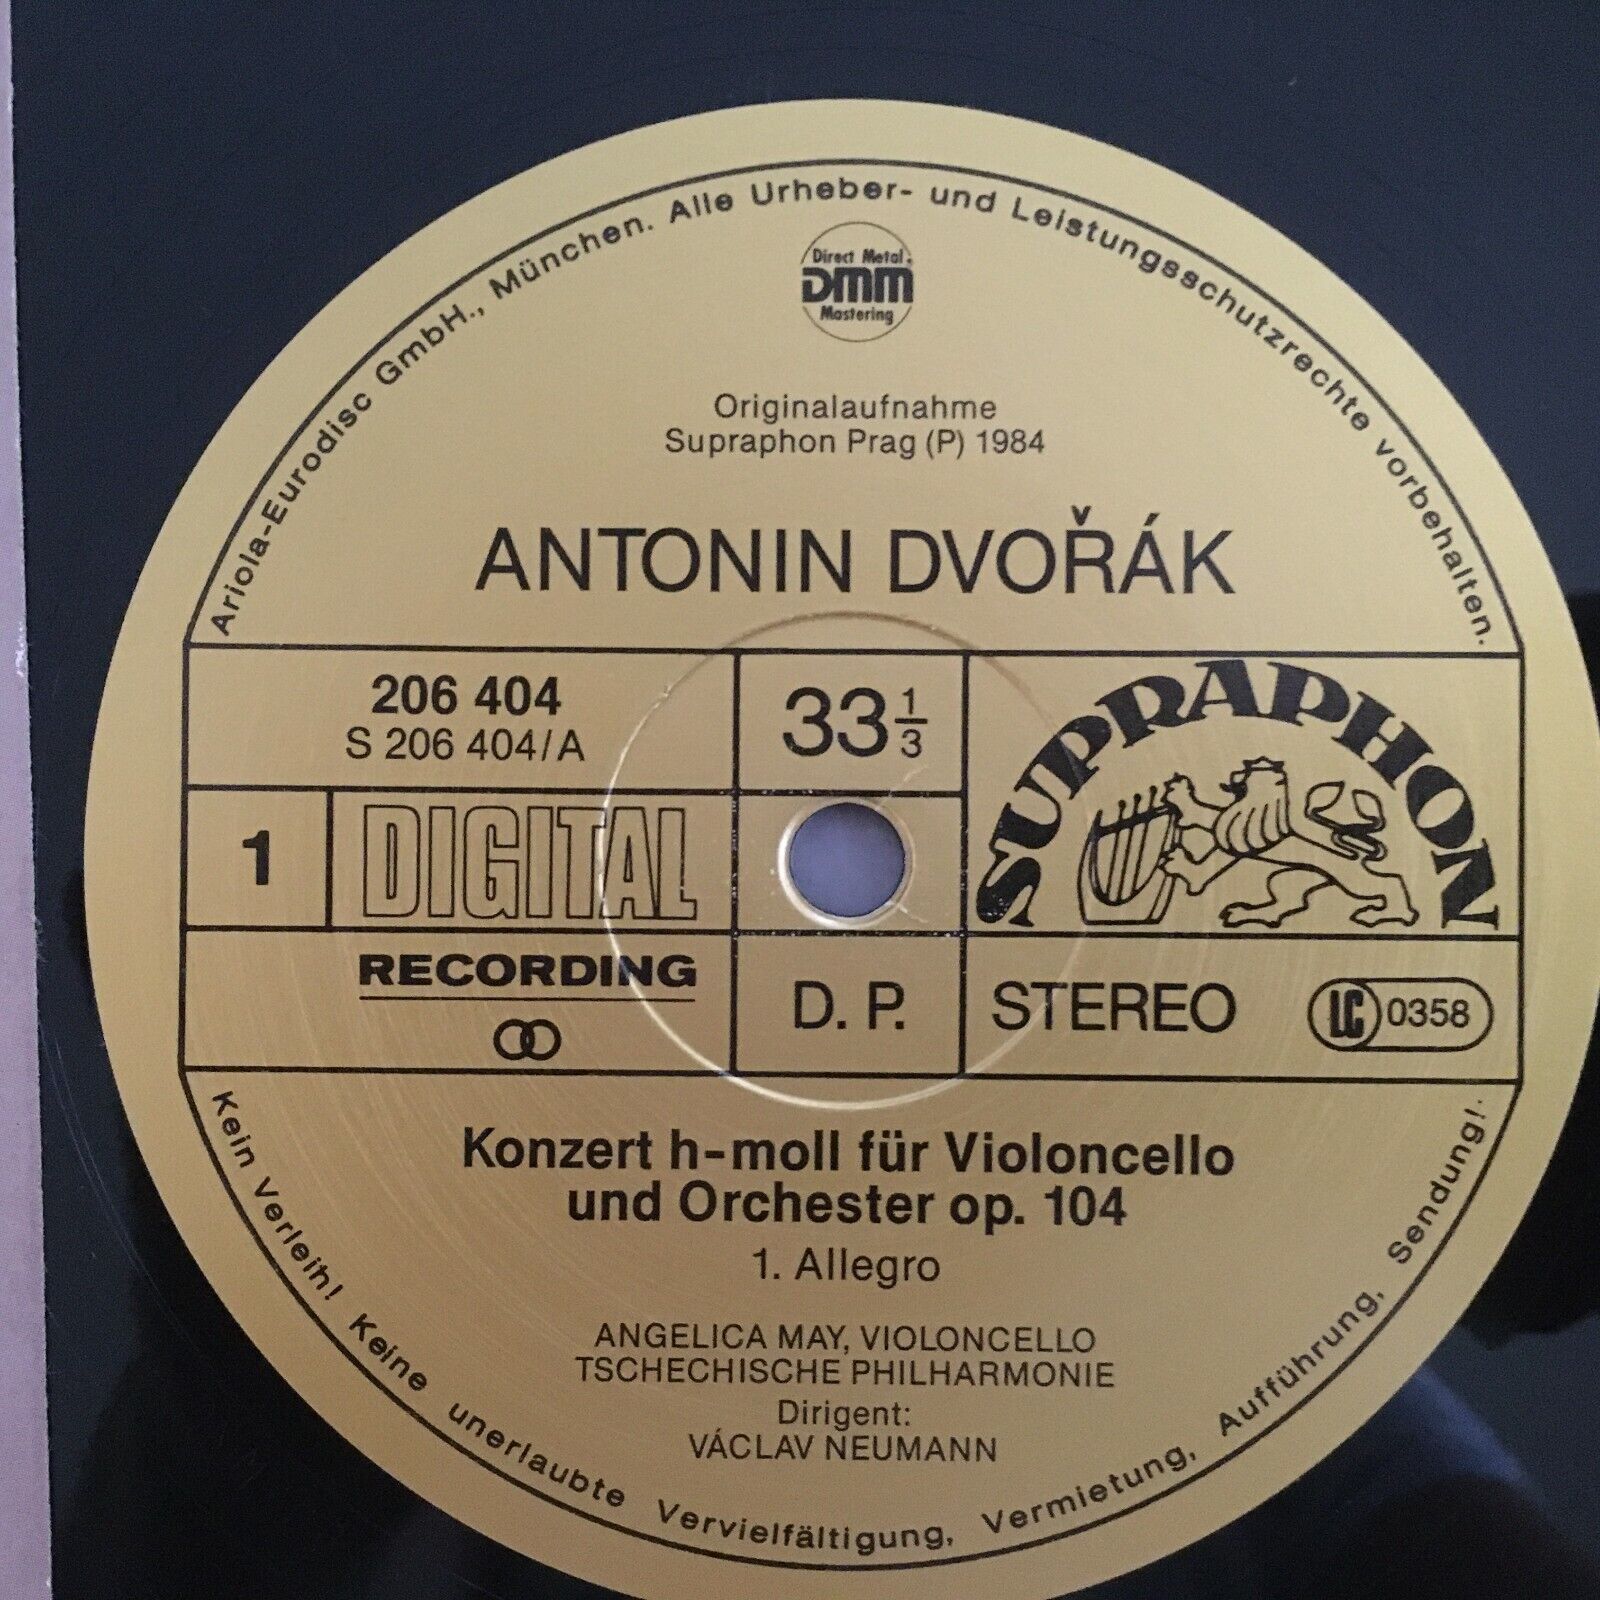 Ariola-Eurodisc GmbH., München. Alle Urheber- und Leistungsschutzrechte vorbehalten.
Direct Metal
DMM
Mastering
Originalaufnahme
Supraphon Prag (P) 1984
ANTONIN DVOŘÁK
206 404
S 206 404/A
33 1/3
SUPRAPHON
1
DIGITAL
RECORDING
D. P.
STEREO
LC 0358
Konzert h-moll für Violoncello
und Orchester op. 104
1. Allegro
ANGELICA MAY, VIOLONCELLO
TSCHECHISCHE PHILHARMONIE
Dirigent:
VÁCLAV NEUMANN
Kein Verleih! Keine unerlaubte Vervielfältigung, Vermietung, Aufführung, Sendung!